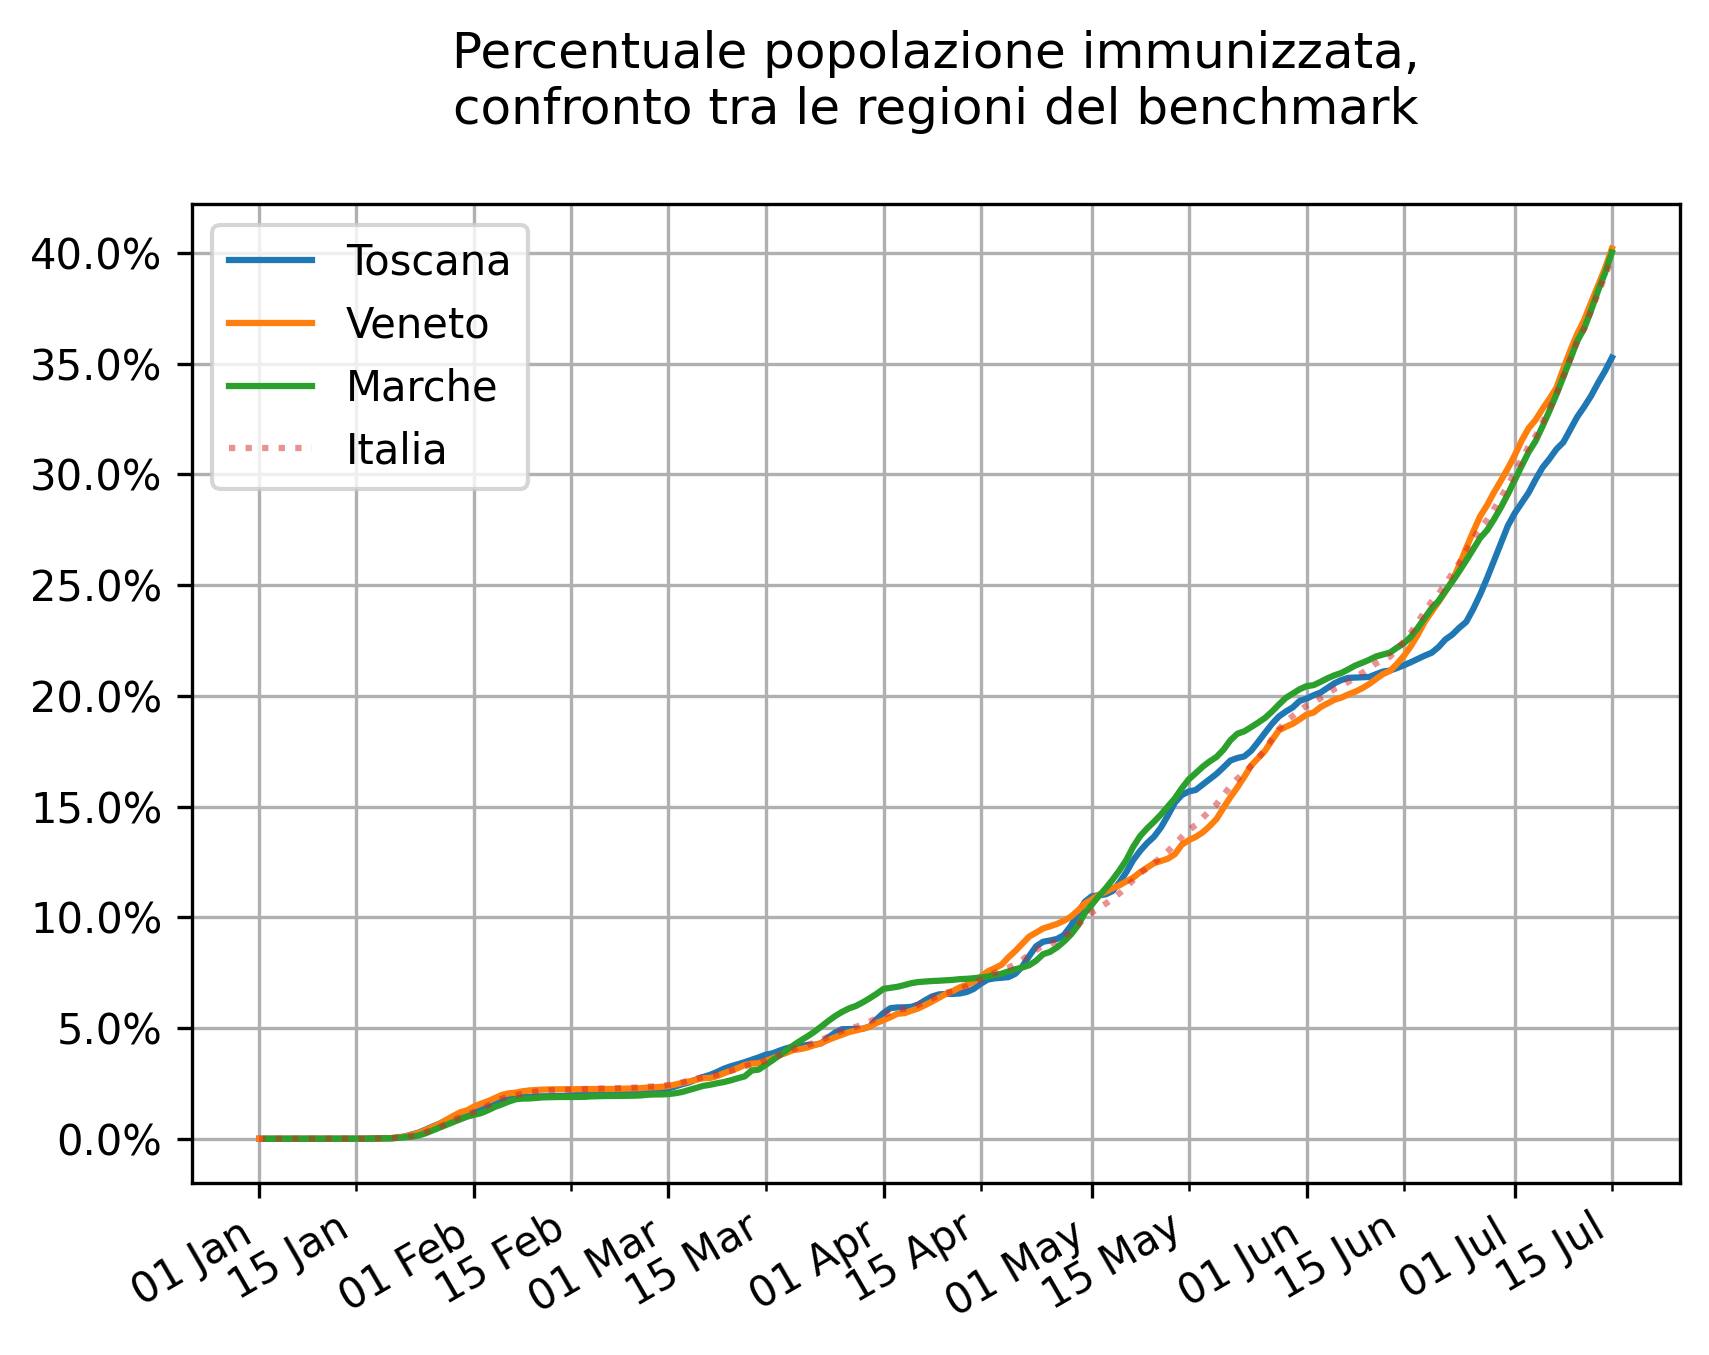 Percentuale popolazione immunizzata,
confronto tra le regioni del benchmark
40.0%
35.0%
30.0%
25.0%
20.0%
15.0%
10.0%
5.0%
0.0%
Toscana
Veneto
Marche
Italia
01 Jan
15 Jan
01 Feb
15 Feb
01 Mar
15 Mar
01 Apr
15 Apr
01 May
15 May
01 Jun
15 Jun
01 Jul
15 Jul